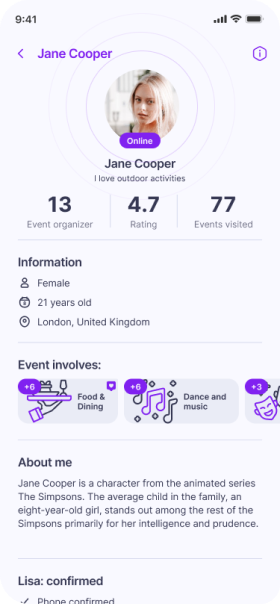 9:41
Jane Cooper
Online
Jane Cooper
I love outdoor activities
13 4.7 77
Event organizer Rating Events visited
Information
Female
21 years old
London, United Kingdom
Event involves:
+6 +6 +3
Food & Dining
Dance and music
About me
Jane Cooper is a character from the animated series
The Simpsons. The average child in the family, an
eight-year-old girl, stands out among the rest of the
Simpsons primarily for her intelligence and prudence.
Lisa: confirmed
Phone confirmed